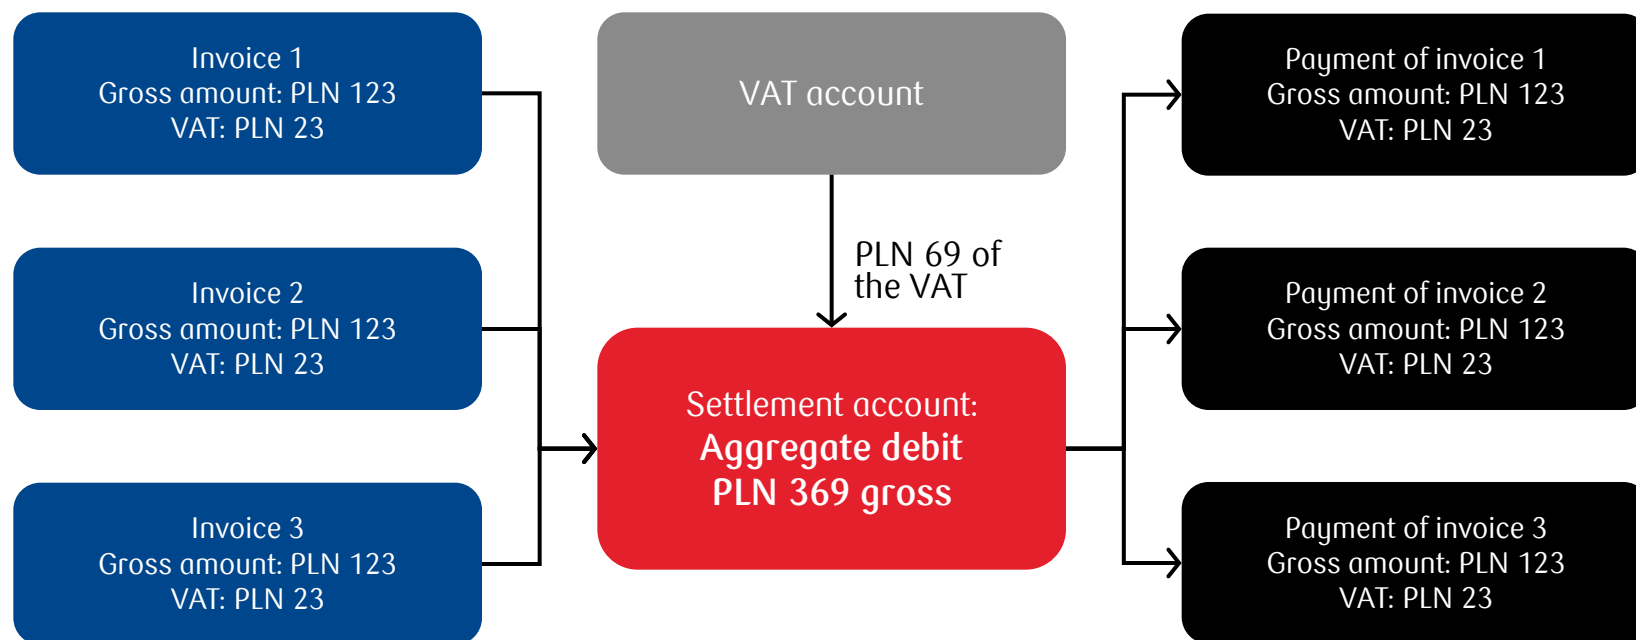 Invoice 1
Gross amount: PLN 123
VAT: PLN 23
Invoice 2
Gross amount: PLN 123
VAT: PLN 23
Invoice 3
Gross amount: PLN 123
VAT: PLN 23
VAT account
PLN 69 of
the VAT
Settlement account:
Aggregate debit
PLN 369 gross
Payment of invoice 1
Gross amount: PLN 123
VAT: PLN 23
Payment of invoice 2
Gross amount: PLN 123
VAT: PLN 23
Payment of invoice 3
Gross amount: PLN 123
VAT: PLN 23